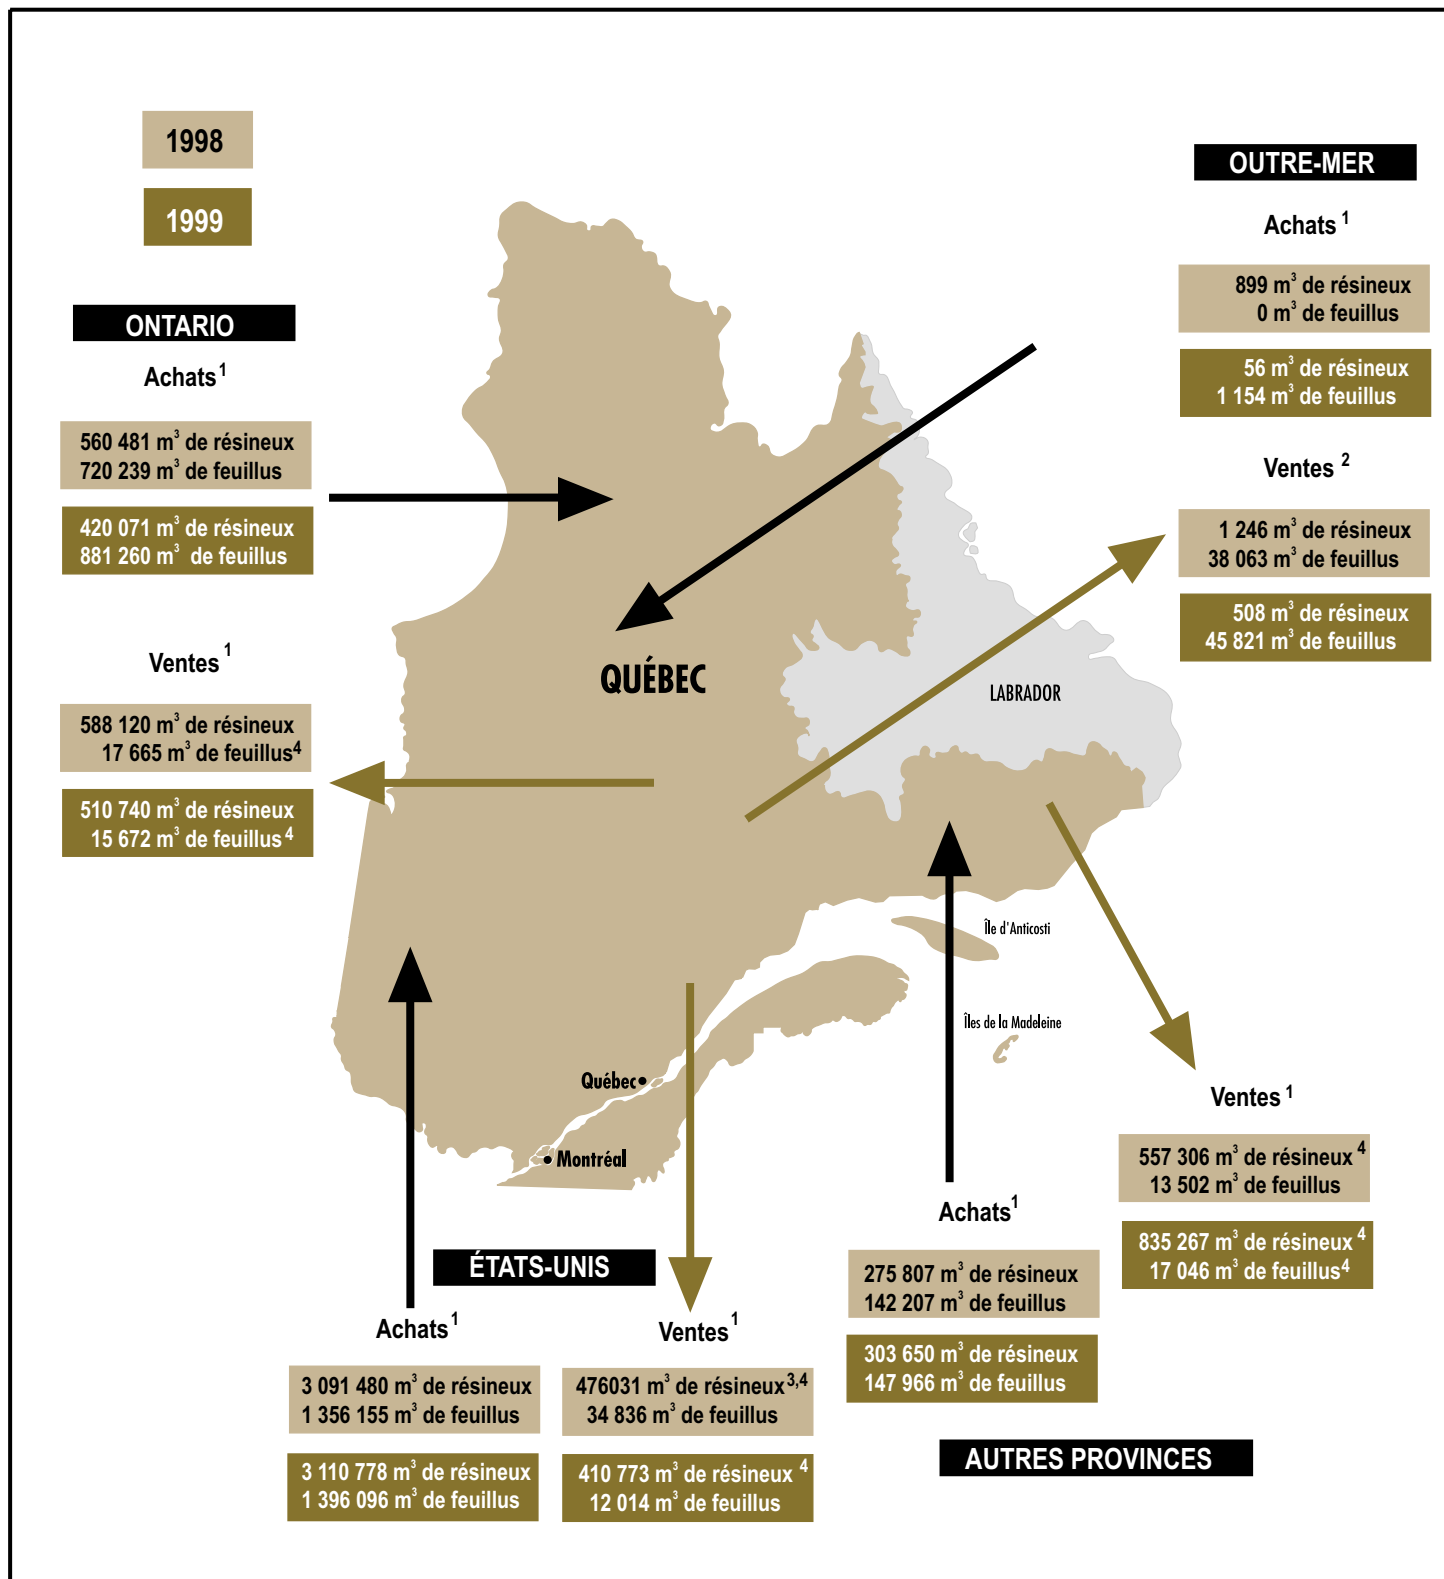 1998
1999
ONTARIO
Achats¹
560 481 m³ de résineux
720 239 m³ de feuillus
420 071 m³ de résineux
881 260 m³ de feuillus
Ventes ¹
588 120 m³ de résineux
17 665 m³ de feuillus⁴
510 740 m³ de résineux
15 672 m³ de feuillus⁴
OUTRE-MER
Achats ¹
899 m³ de résineux
0 m³ de feuillus
56 m³ de résineux
1 154 m³ de feuillus
Ventes ²
1 246 m³ de résineux
38 063 m³ de feuillus
508 m³ de résineux
45 821 m³ de feuillus
QUÉBEC
LABRADOR
Île d'Anticosti
Îles de la Madeleine
Québec
Montréal
ÉTATS-UNIS
Achats¹
3 091 480 m³ de résineux
1 356 155 m³ de feuillus
3 110 778 m³ de résineux
1 396 096 m³ de feuillus
Ventes¹
476031 m³ de résineux³,⁴
34 836 m³ de feuillus
410 773 m³ de résineux ⁴
12 014 m³ de feuillus
Achats¹
275 807 m³ de résineux
142 207 m³ de feuillus
303 650 m³ de résineux
147 966 m³ de feuillus
Ventes ¹
557 306 m³ de résineux ⁴
13 502 m³ de feuillus
835 267 m³ de résineux ⁴
17 046 m³ de feuillus⁴
AUTRES PROVINCES